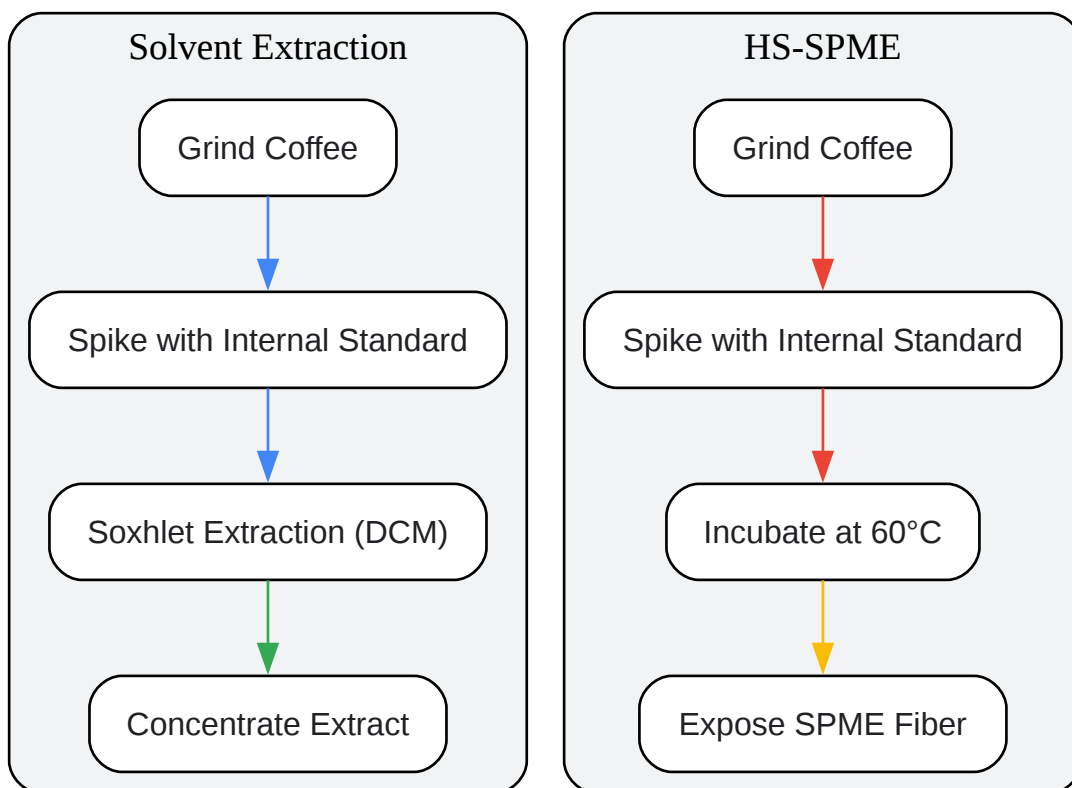 Solvent Extraction
Grind Coffee
Spike with Internal Standard
Soxhlet Extraction (DCM)
Concentrate Extract
HS-SPME
Grind Coffee
Spike with Internal Standard
Incubate at 60°C
Expose SPME Fiber